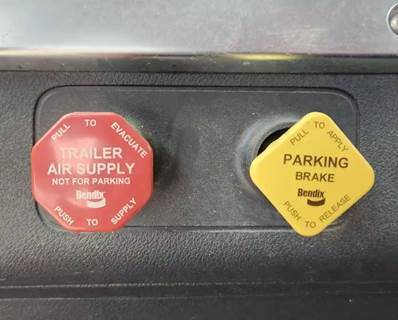 PULL TO EVACUATE
TRAILER
AIR SUPPLY
NOT FOR PARKING
Bendix
PUSH TO SUPPLY
PULL TO APPLY
PARKING
BRAKE
Bendix
PUSH TO RELEASE